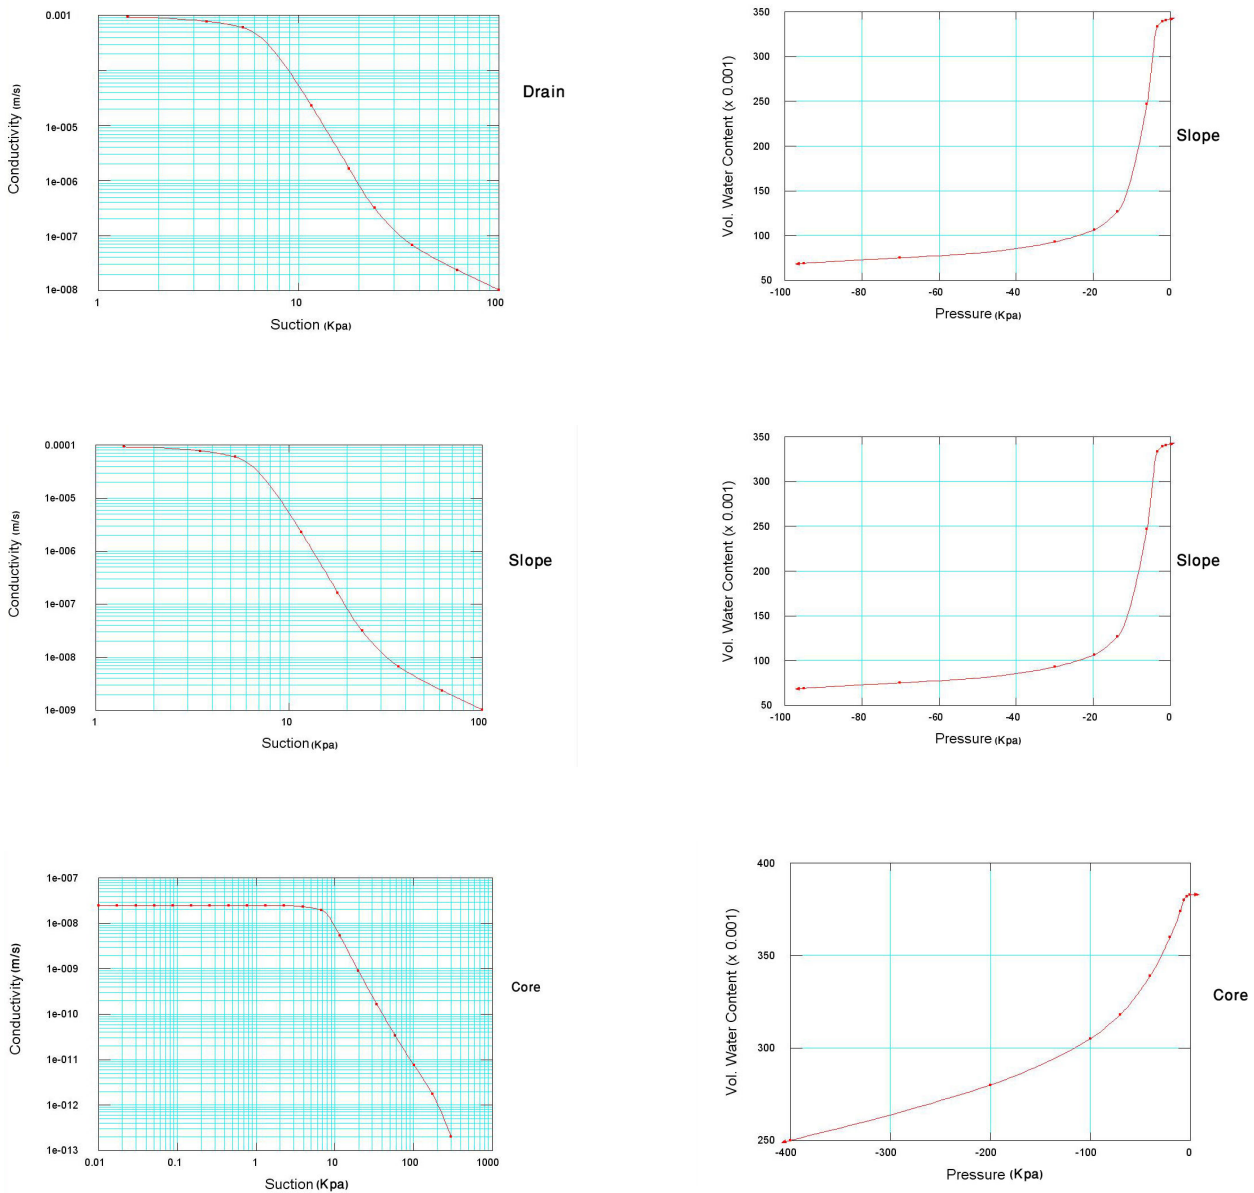 0.001
1e-005
1e-006
1e-007
1e-008
1
10
100
Conductivity (m/s)
Suction (Kpa)
Drain
350
300
250
200
150
100
50
-100
-80
-60
-40
-20
0
Vol. Water Content (x 0.001)
Pressure (Kpa)
Slope
0.0001
1e-005
1e-006
1e-007
1e-008
1e-009
1
10
100
Conductivity (m/s)
Suction (Kpa)
Slope
350
300
250
200
150
100
50
-100
-80
-60
-40
-20
0
Vol. Water Content (x 0.001)
Pressure (Kpa)
Slope
1e-007
1e-008
1e-009
1e-010
1e-011
1e-012
1e-013
0.01
0.1
1
10
100
1000
Conductivity (m/s)
Suction (Kpa)
Core
400
350
300
250
-400
-300
-200
-100
0
Vol. Water Content (x 0.001)
Pressure (Kpa)
Core